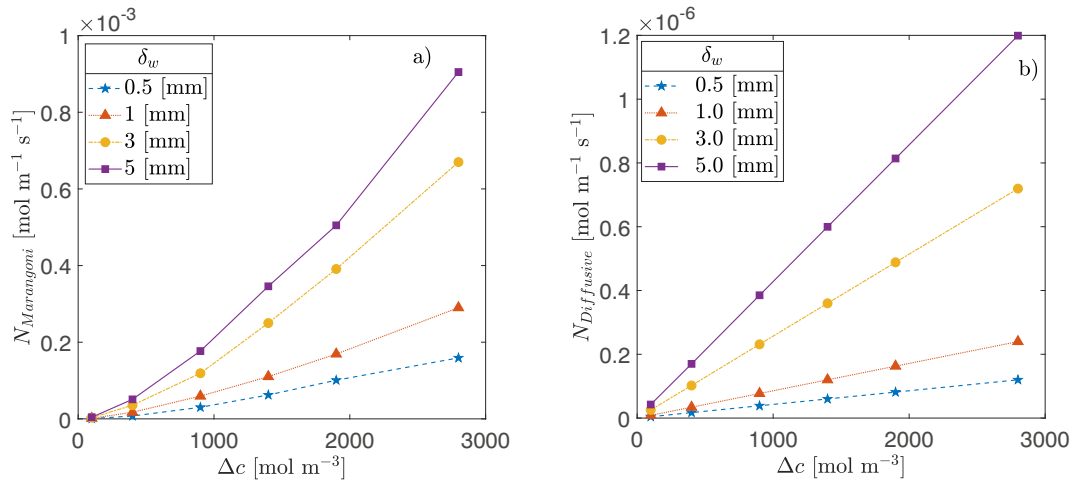 ×10⁻³
1
0.8
0.6
0.4
0.2
0
N_Marangoni [mol m⁻¹ s⁻¹]
a)
δ_w
0.5 [mm]
1 [mm]
3 [mm]
5 [mm]
0 1000 2000 3000
Δc [mol m⁻³]
×10⁻⁶
1.2
1
0.8
0.6
0.4
0.2
0
N_Diffusive [mol m⁻¹ s⁻¹]
b)
δ_w
0.5 [mm]
1.0 [mm]
3.0 [mm]
5.0 [mm]
0 1000 2000 3000
Δc [mol m⁻³]